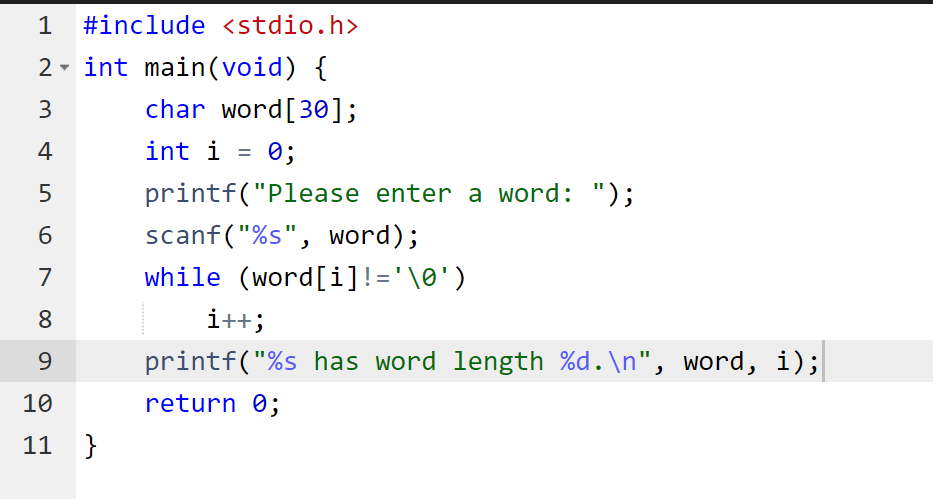 1 #include <stdio.h>
2 int main(void) {
3 char word[30];
4 int i = 0;
5 printf("Please enter a word: ");
6 scanf("%s", word);
7 while (word[i]!='\0')
8 i++;
9 printf("%s has word length %d.\n", word, i);
10 return 0;
11 }